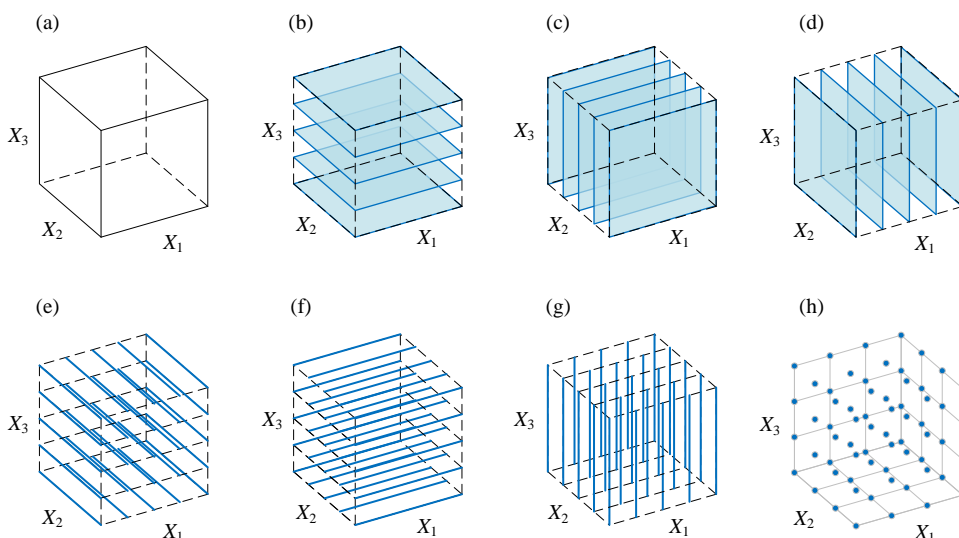 (a) (b) (c) (d)
X3 X3 X3 X3
X2 X1 X2 X1 X2 X1 X2 X1
(e) (f) (g) (h)
X3 X3 X3 X3
X2 X1 X2 X1 X2 X1 X2 X1